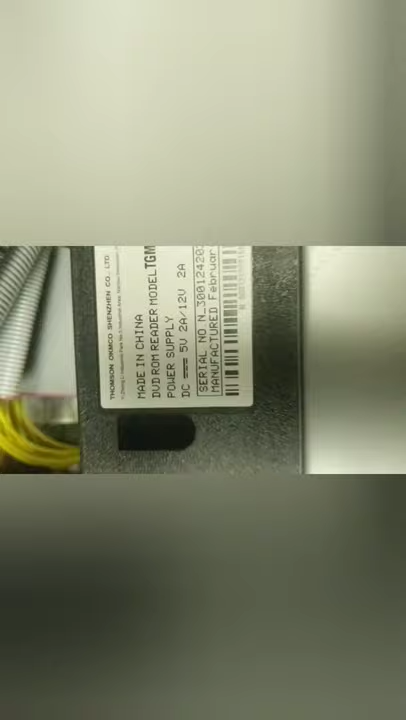 THOMSON OKMCO SHENZHEN CO., LTD.
MADE IN CHINA
DVD ROM READER MODEL TGM
POWER SUPPLY
DC 5V 2A/12V 2A
SERIAL NO N_300124202
MANUFACTURED Februar